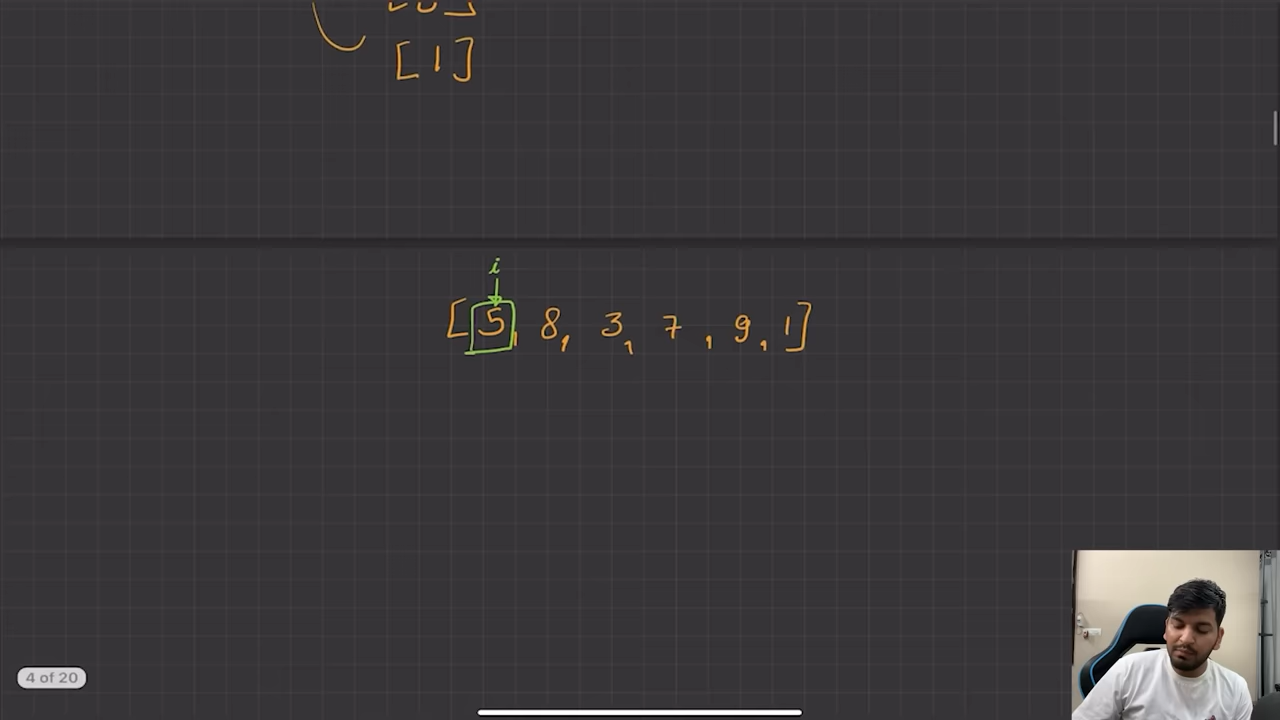 [1]
i
[5, 8, 3, 7, 9, 1]
4 of 20